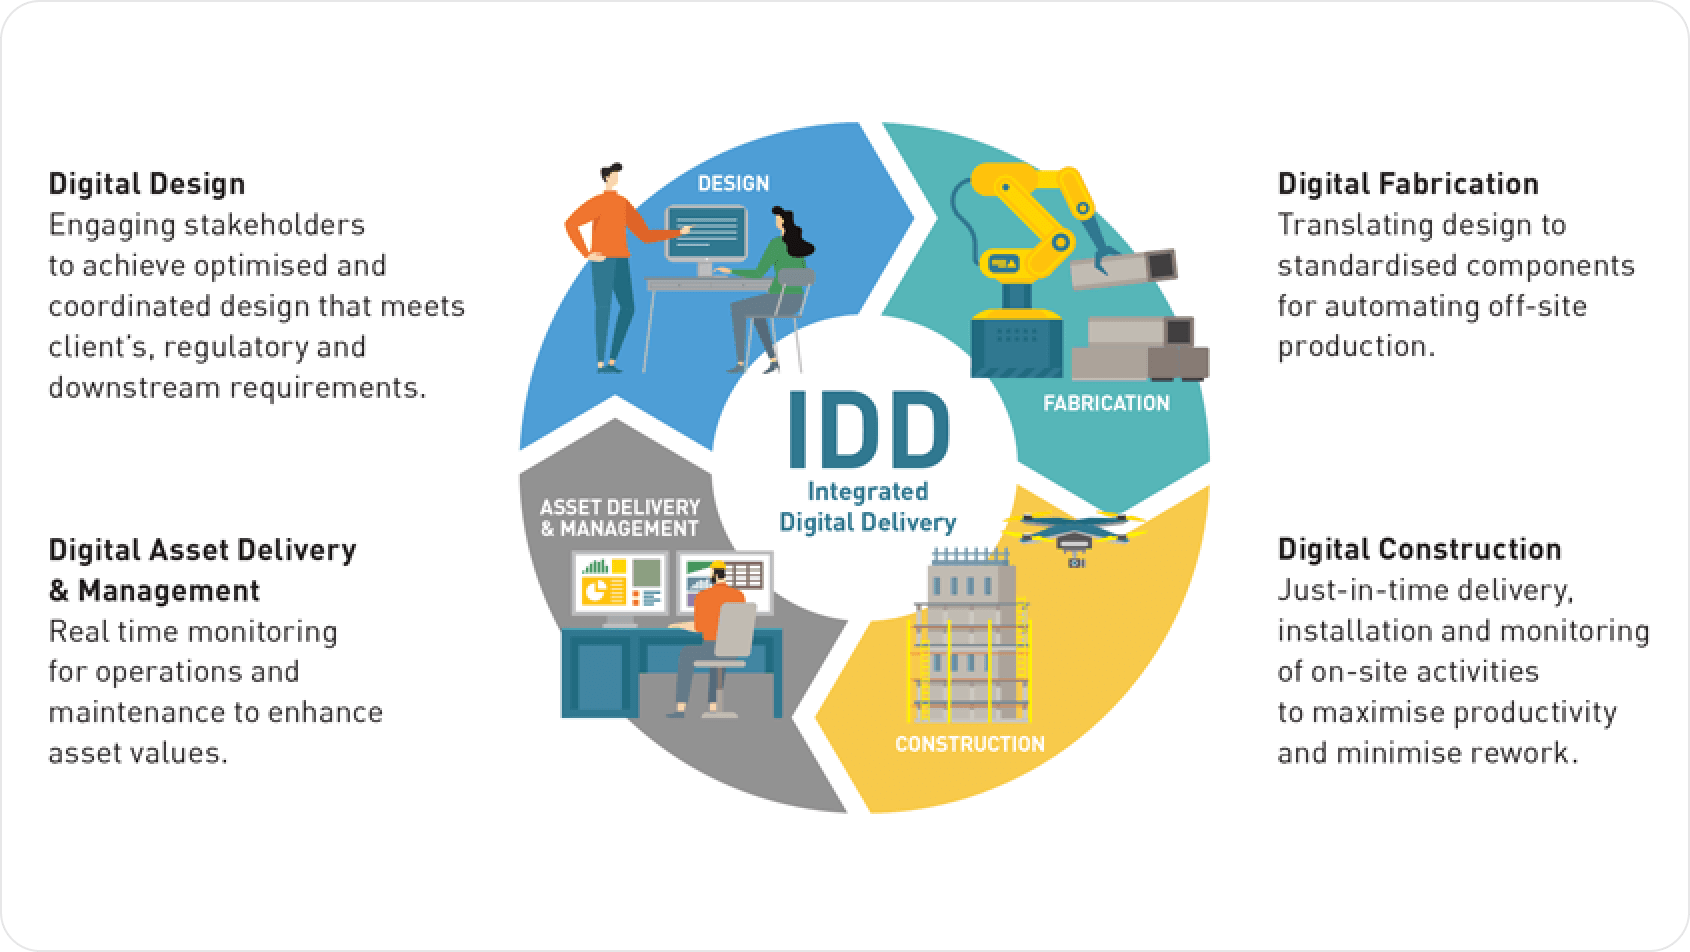 Digital Design
Engaging stakeholders
to achieve optimised and
coordinated design that meets
client's, regulatory and
downstream requirements.
DESIGN
Digital Fabrication
Translating design to
standardised components
for automating off-site
production.
FABRICATION
IDD
Integrated
Digital Delivery
Digital Asset Delivery
& Management
Real time monitoring
for operations and
maintenance to enhance
asset values.
ASSET DELIVERY
& MANAGEMENT
Digital Construction
Just-in-time delivery,
installation and monitoring
of on-site activities
to maximise productivity
and minimise rework.
CONSTRUCTION